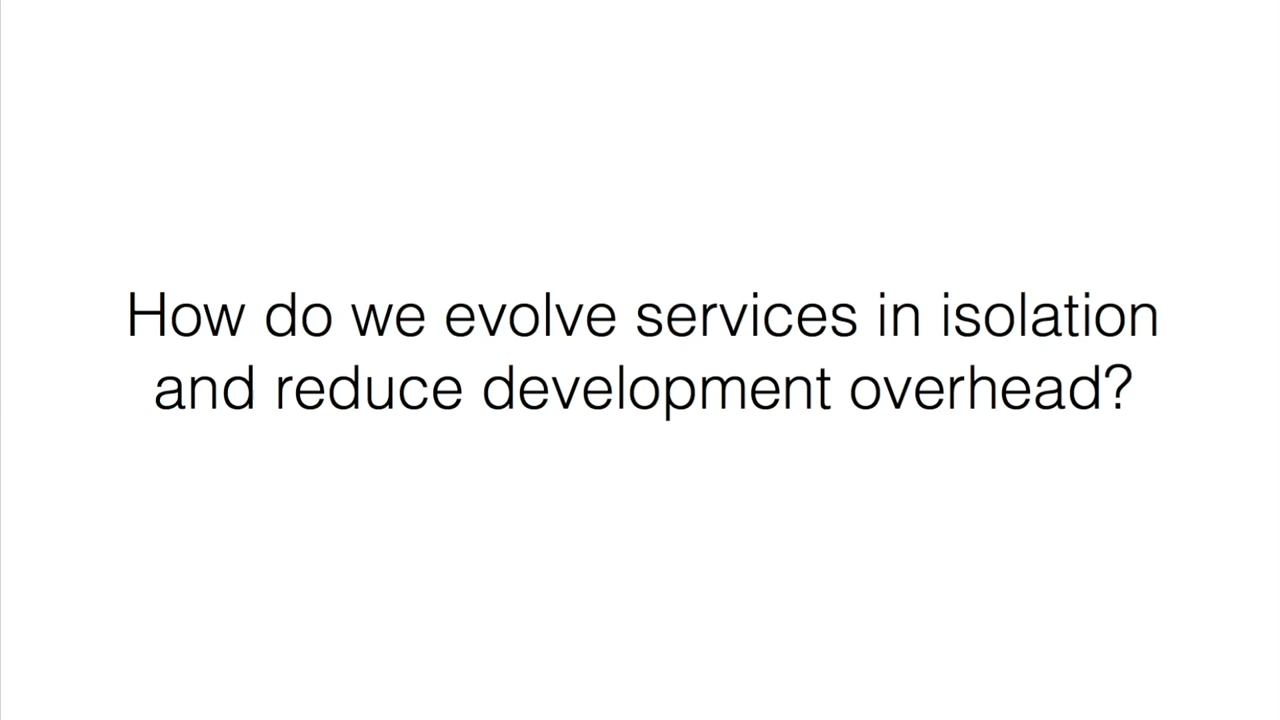 How do we evolve services in isolation
and reduce development overhead?